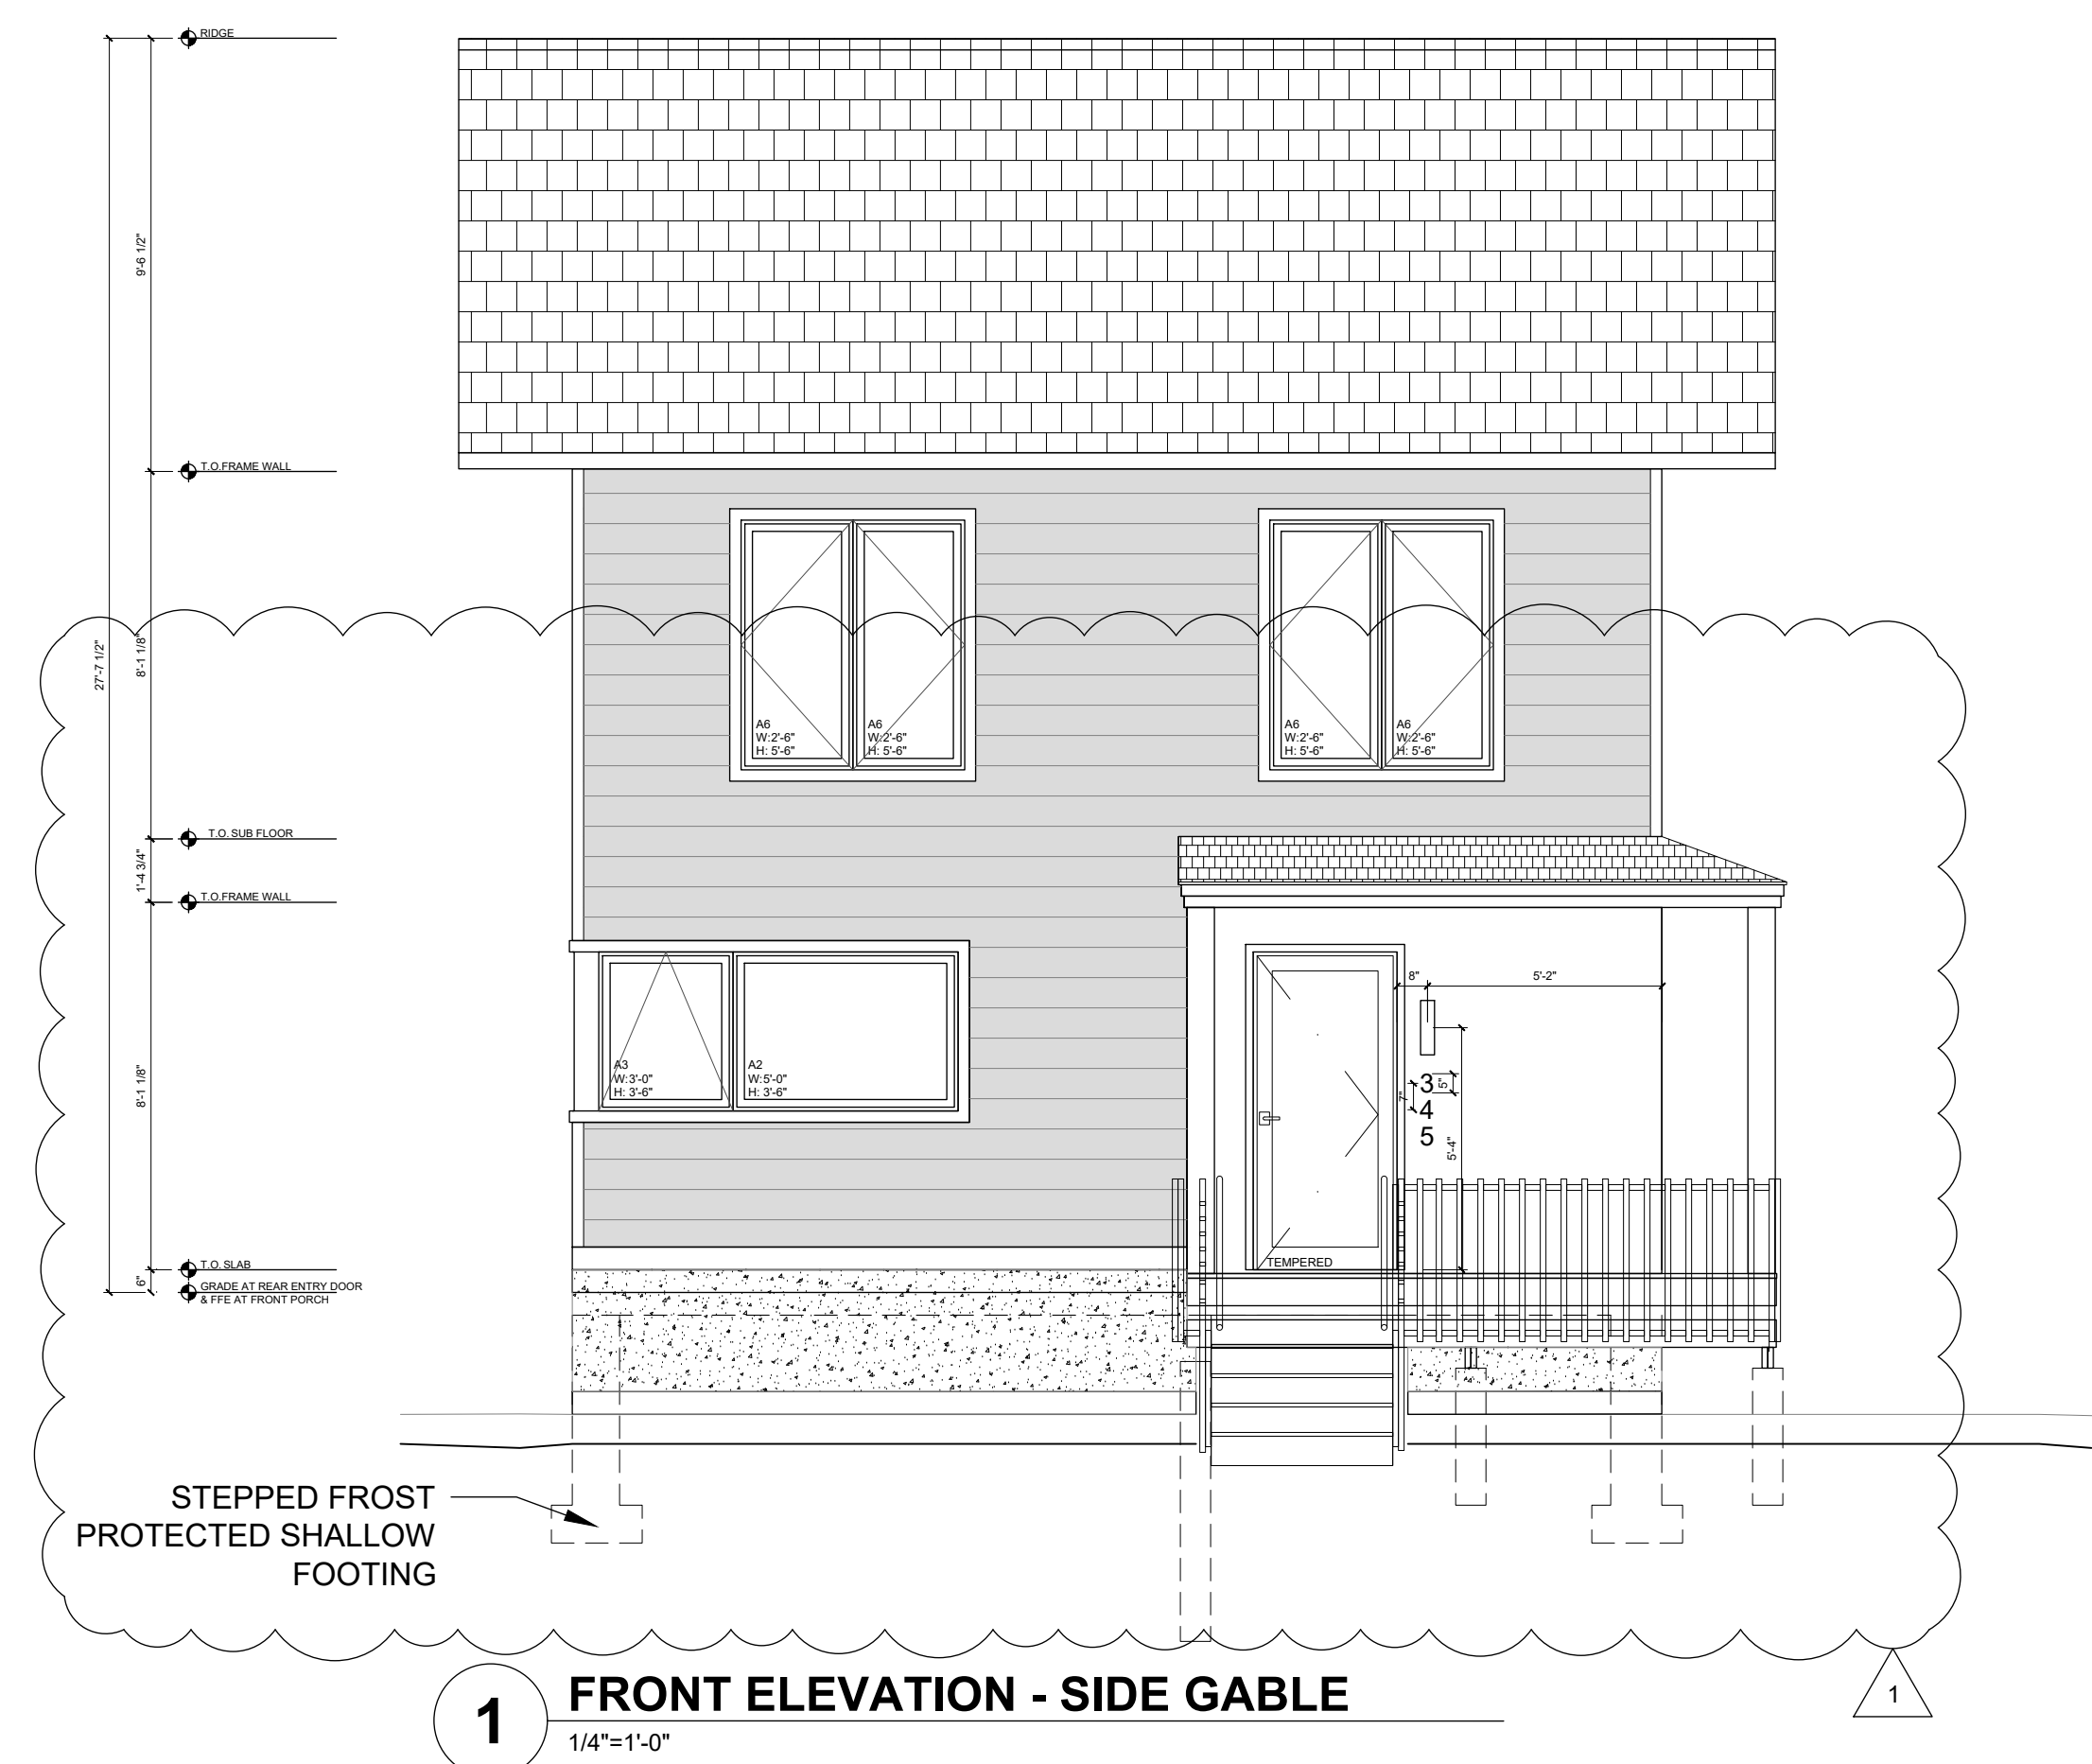 RIDGE
9'-6 1/2"
T.O.FRAME WALL
27'-7 1/2"
8'-1 1/8"
A6
W:2'-6"
H: 5'-6"
A6
W:2'-6"
H: 5'-6"
A6
W:2'-6"
H: 5'-6"
A6
W:2'-6"
H: 5'-6"
T.O. SUB FLOOR
1'-4 3/4"
T.O.FRAME WALL
8'-1 1/8"
A3
W:3'-0"
H: 3'-6"
A2
W:5'-0"
H: 3'-6"
8"
5'-2"
3
4
5
5"
7"
5'-4"
TEMPERED
T.O. SLAB
6"
GRADE AT REAR ENTRY DOOR
& FFE AT FRONT PORCH
STEPPED FROST
PROTECTED SHALLOW
FOOTING
1
FRONT ELEVATION - SIDE GABLE
1/4"=1'-0"
1